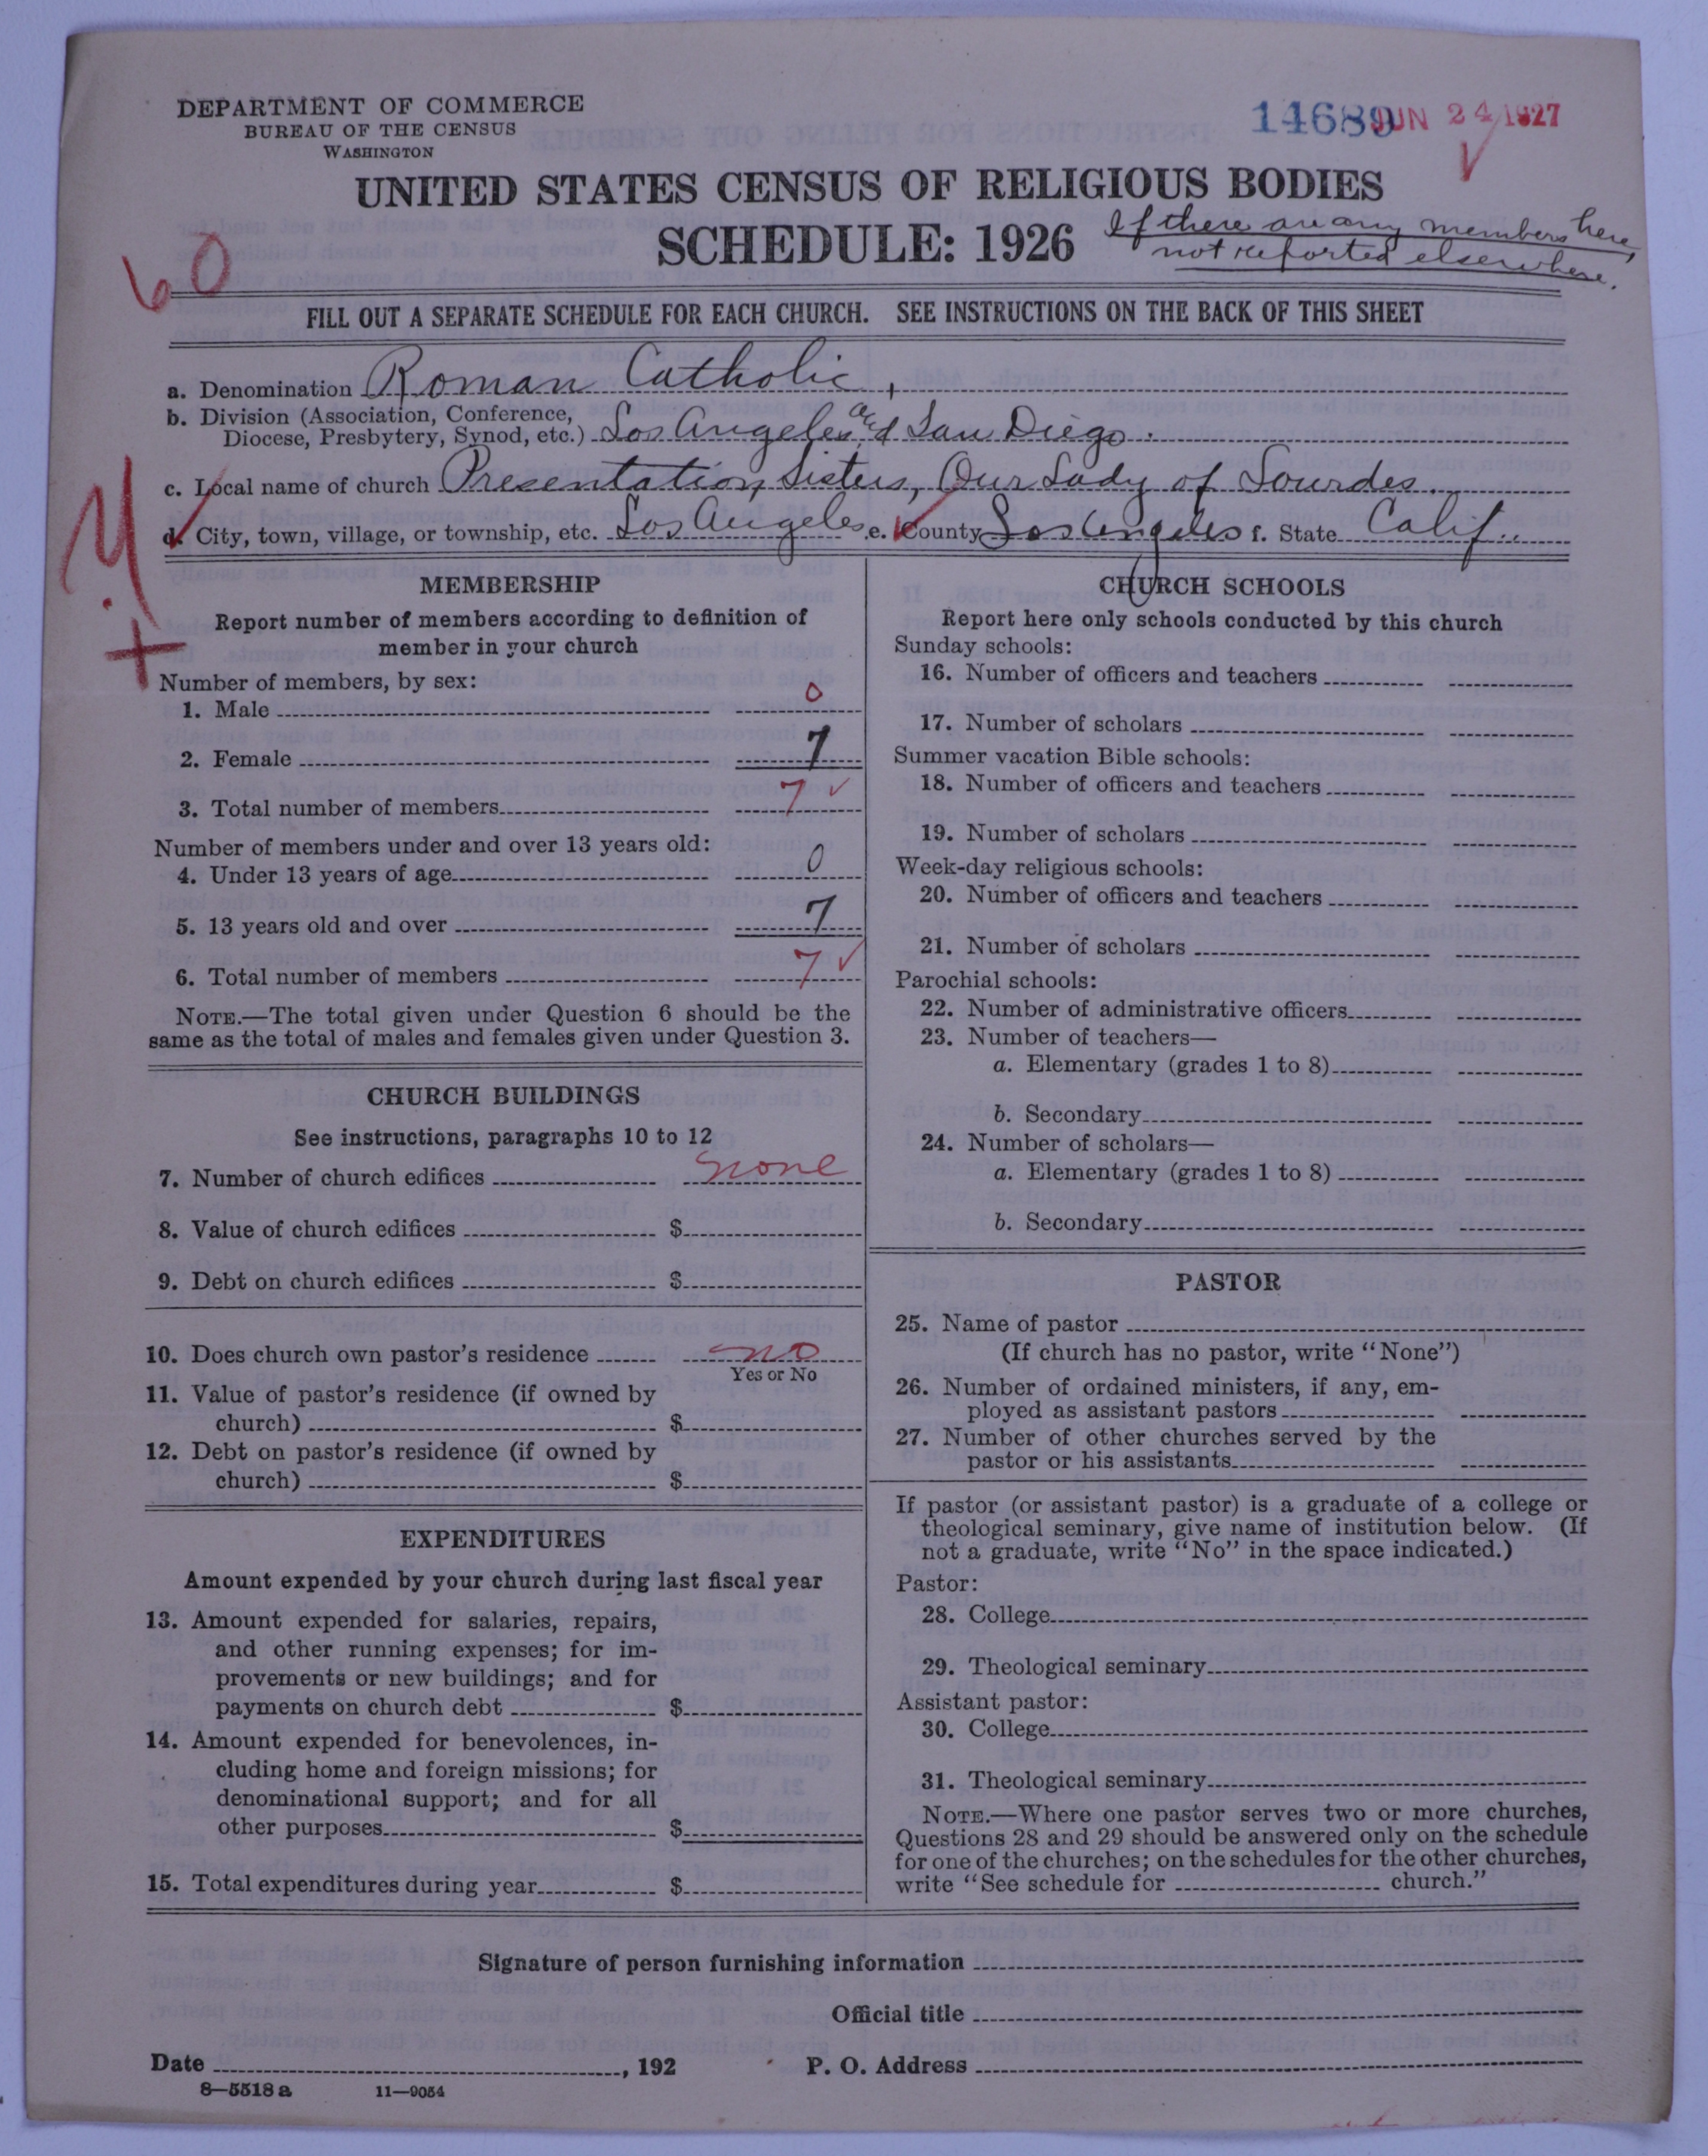 DEPARTMENT OF COMMERCE
BUREAU OF THE CENSUS
WASHINGTON
14689 JUN 24 1927
UNITED STATES CENSUS OF RELIGIOUS BODIES
SCHEDULE: 1926
If there are any members here,
not reported elsewhere.
60
FILL OUT A SEPARATE SCHEDULE FOR EACH CHURCH. SEE INSTRUCTIONS ON THE BACK OF THIS SHEET
a. Denomination Roman Catholic,
b. Division (Association, Conference,
Diocese, Presbytery, Synod, etc.) Los Angeles and San Diego.
c. Local name of church Presentation Sisters, Our Lady of Lourdes.
d. City, town, village, or township, etc. Los Angeles e. County Los Angeles f. State Calif.
MEMBERSHIP
Report number of members according to definition of
member in your church
Number of members, by sex:
1. Male 0
2. Female 7
3. Total number of members 7
Number of members under and over 13 years old:
4. Under 13 years of age 0
5. 13 years old and over 7
6. Total number of members 7
NOTE.—The total given under Question 6 should be the
same as the total of males and females given under Question 3.
CHURCH BUILDINGS
See instructions, paragraphs 10 to 12
7. Number of church edifices none
8. Value of church edifices $
9. Debt on church edifices $
10. Does church own pastor's residence no
Yes or No
11. Value of pastor's residence (if owned by
church) $
12. Debt on pastor's residence (if owned by
church) $
EXPENDITURES
Amount expended by your church during last fiscal year
13. Amount expended for salaries, repairs,
and other running expenses; for im-
provements or new buildings; and for
payments on church debt $
14. Amount expended for benevolences, in-
cluding home and foreign missions; for
denominational support; and for all
other purposes $
15. Total expenditures during year $
CHURCH SCHOOLS
Report here only schools conducted by this church
Sunday schools:
16. Number of officers and teachers
17. Number of scholars
Summer vacation Bible schools:
18. Number of officers and teachers
19. Number of scholars
Week-day religious schools:
20. Number of officers and teachers
21. Number of scholars
Parochial schools:
22. Number of administrative officers
23. Number of teachers—
a. Elementary (grades 1 to 8)
b. Secondary
24. Number of scholars—
a. Elementary (grades 1 to 8)
b. Secondary
PASTOR
25. Name of pastor
(If church has no pastor, write "None")
26. Number of ordained ministers, if any, em-
ployed as assistant pastors
27. Number of other churches served by the
pastor or his assistants
If pastor (or assistant pastor) is a graduate of a college or
theological seminary, give name of institution below. (If
not a graduate, write "No" in the space indicated.)
Pastor:
28. College
29. Theological seminary
Assistant pastor:
30. College
31. Theological seminary
NOTE.—Where one pastor serves two or more churches,
Questions 28 and 29 should be answered only on the schedule
for one of the churches; on the schedules for the other churches,
write "See schedule for church."
Signature of person furnishing information
Official title
Date , 192 P. O. Address
8—5518 a 11—9054